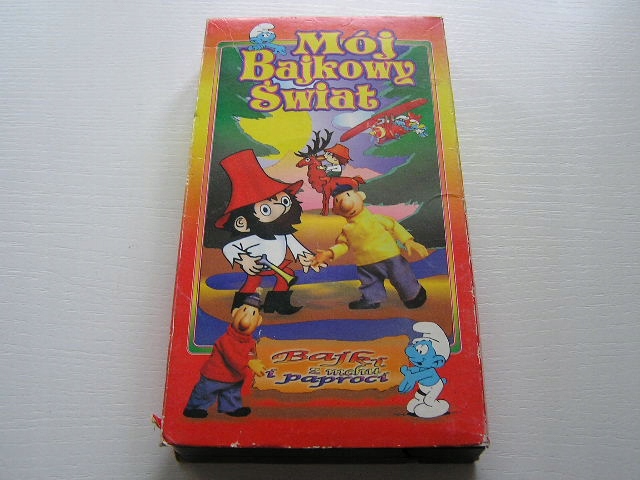 Mój
Bajkowy
Świat
Bajki
z mchu
i paproci